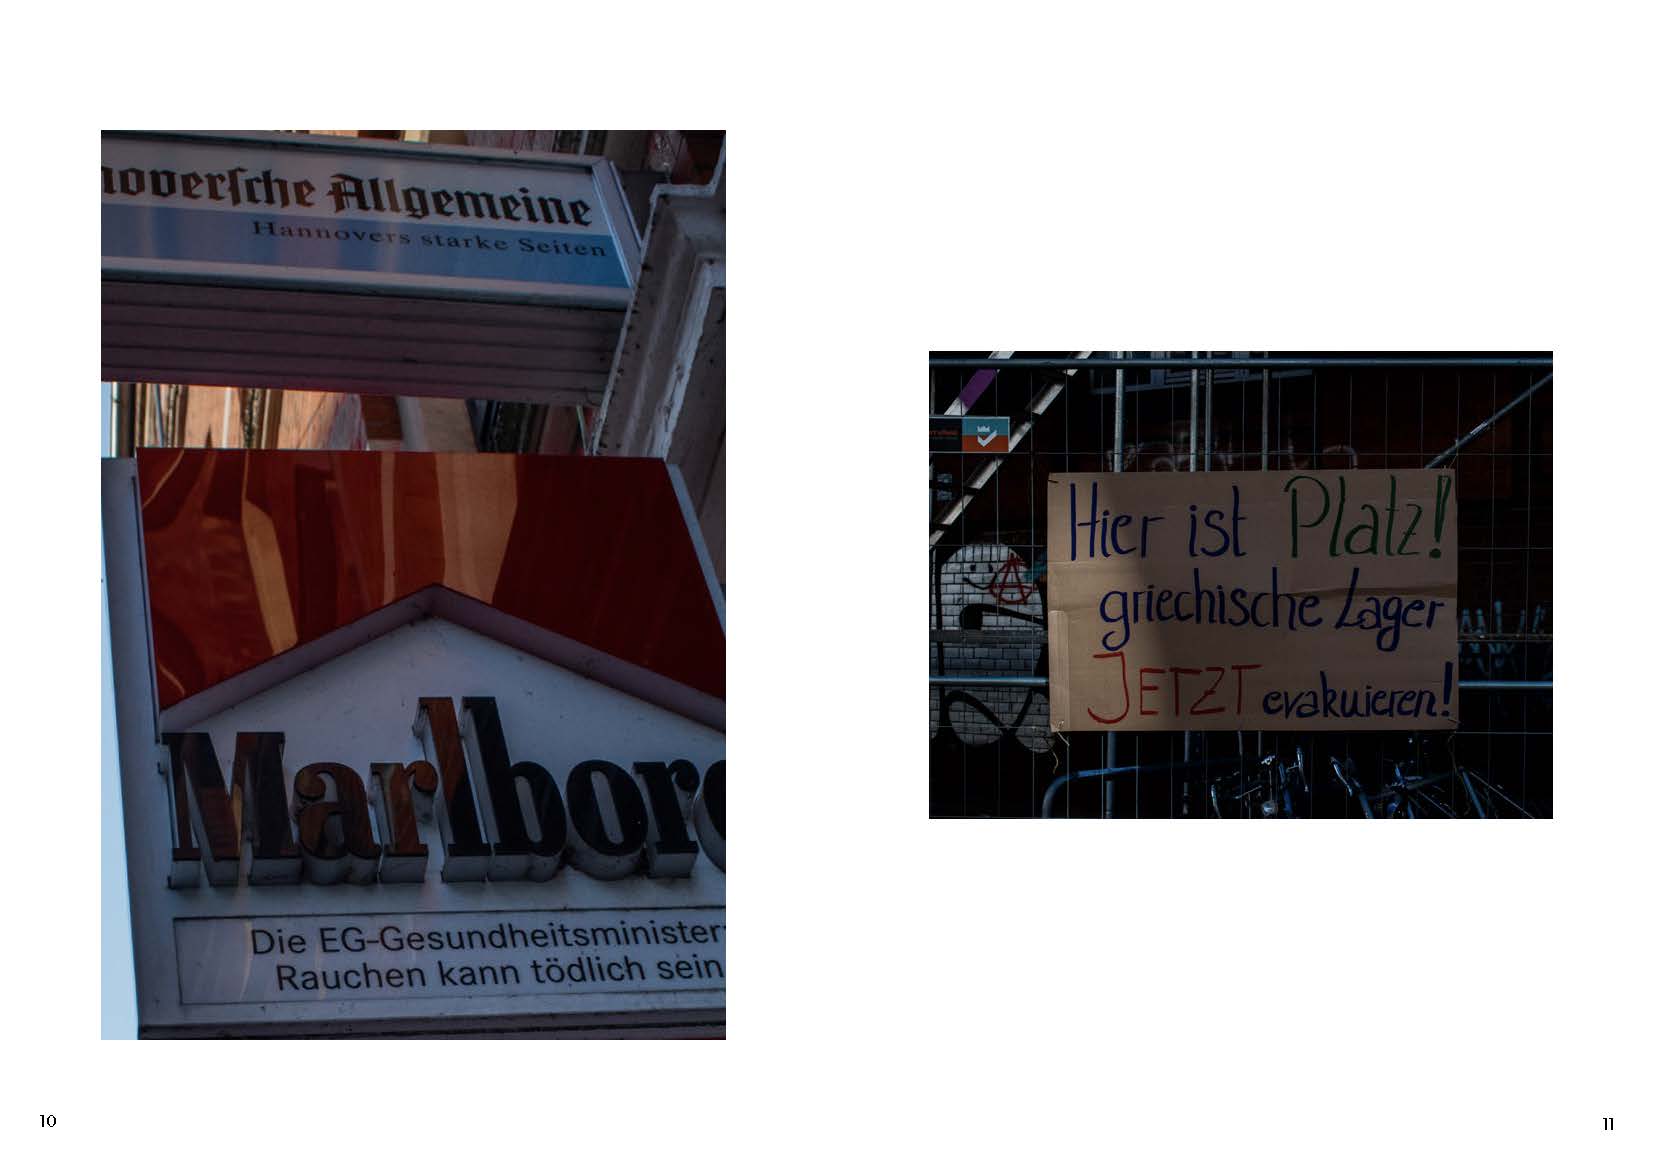 noverſche Allgemeine
Hannovers starke Seiten
Marlboro
Die EG-Gesundheitsminister
Rauchen kann tödlich sein
10
Hier ist Platz!
griechische Lager
JETZT evakuieren!
11